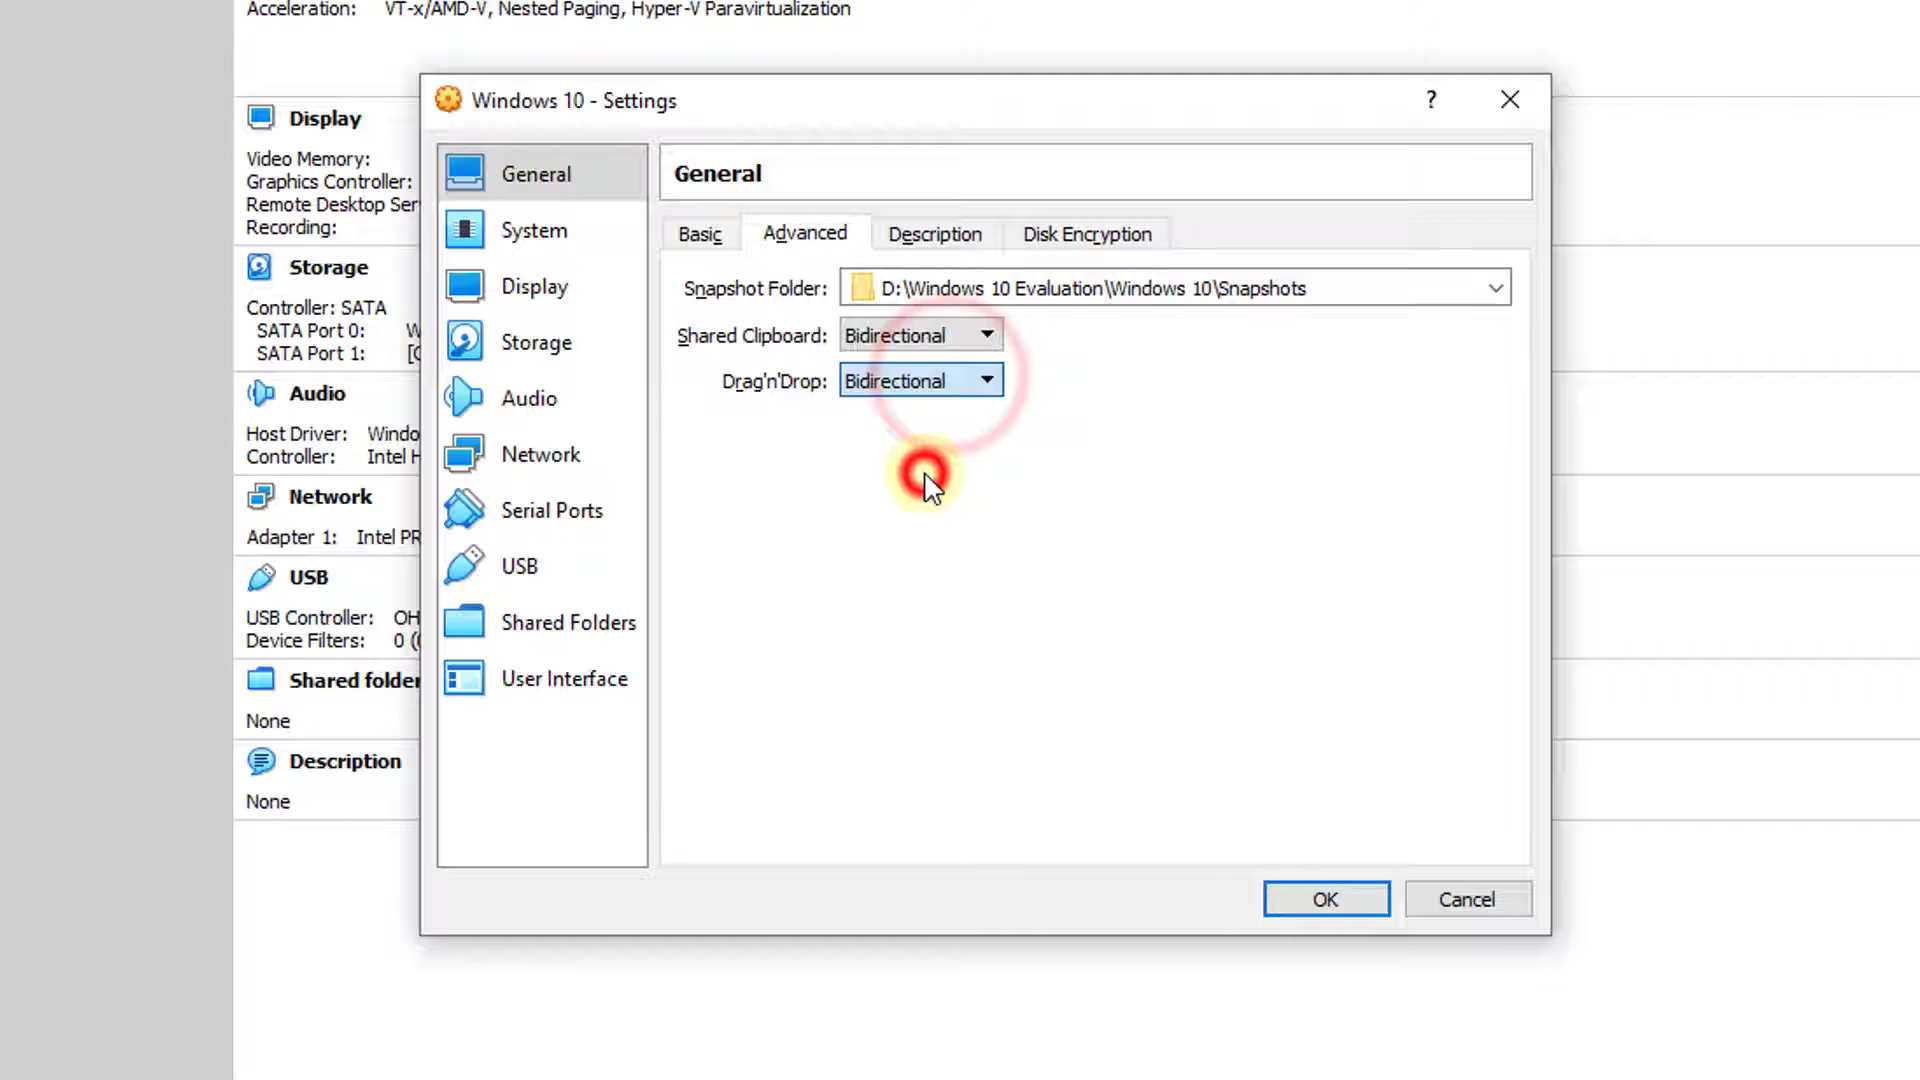 Acceleration: VT-x/AMD-V, Nested Paging, Hyper-V Paravirtualization
Windows 10 - Settings
?
Display
Video Memory:
Graphics Controller:
Remote Desktop Ser
Recording:
Storage
Controller: SATA
SATA Port 0: W
SATA Port 1: [
Audio
Host Driver: Windo
Controller: Intel H
Network
Adapter 1: Intel PR
USB
USB Controller: OH
Device Filters: 0 (
Shared folder
None
Description
None
General
System
Display
Storage
Audio
Network
Serial Ports
USB
Shared Folders
User Interface
General
Basic Advanced Description Disk Encryption
Snapshot Folder: D:\Windows 10 Evaluation\Windows 10\Snapshots
Shared Clipboard: Bidirectional
Drag'n'Drop: Bidirectional
OK Cancel